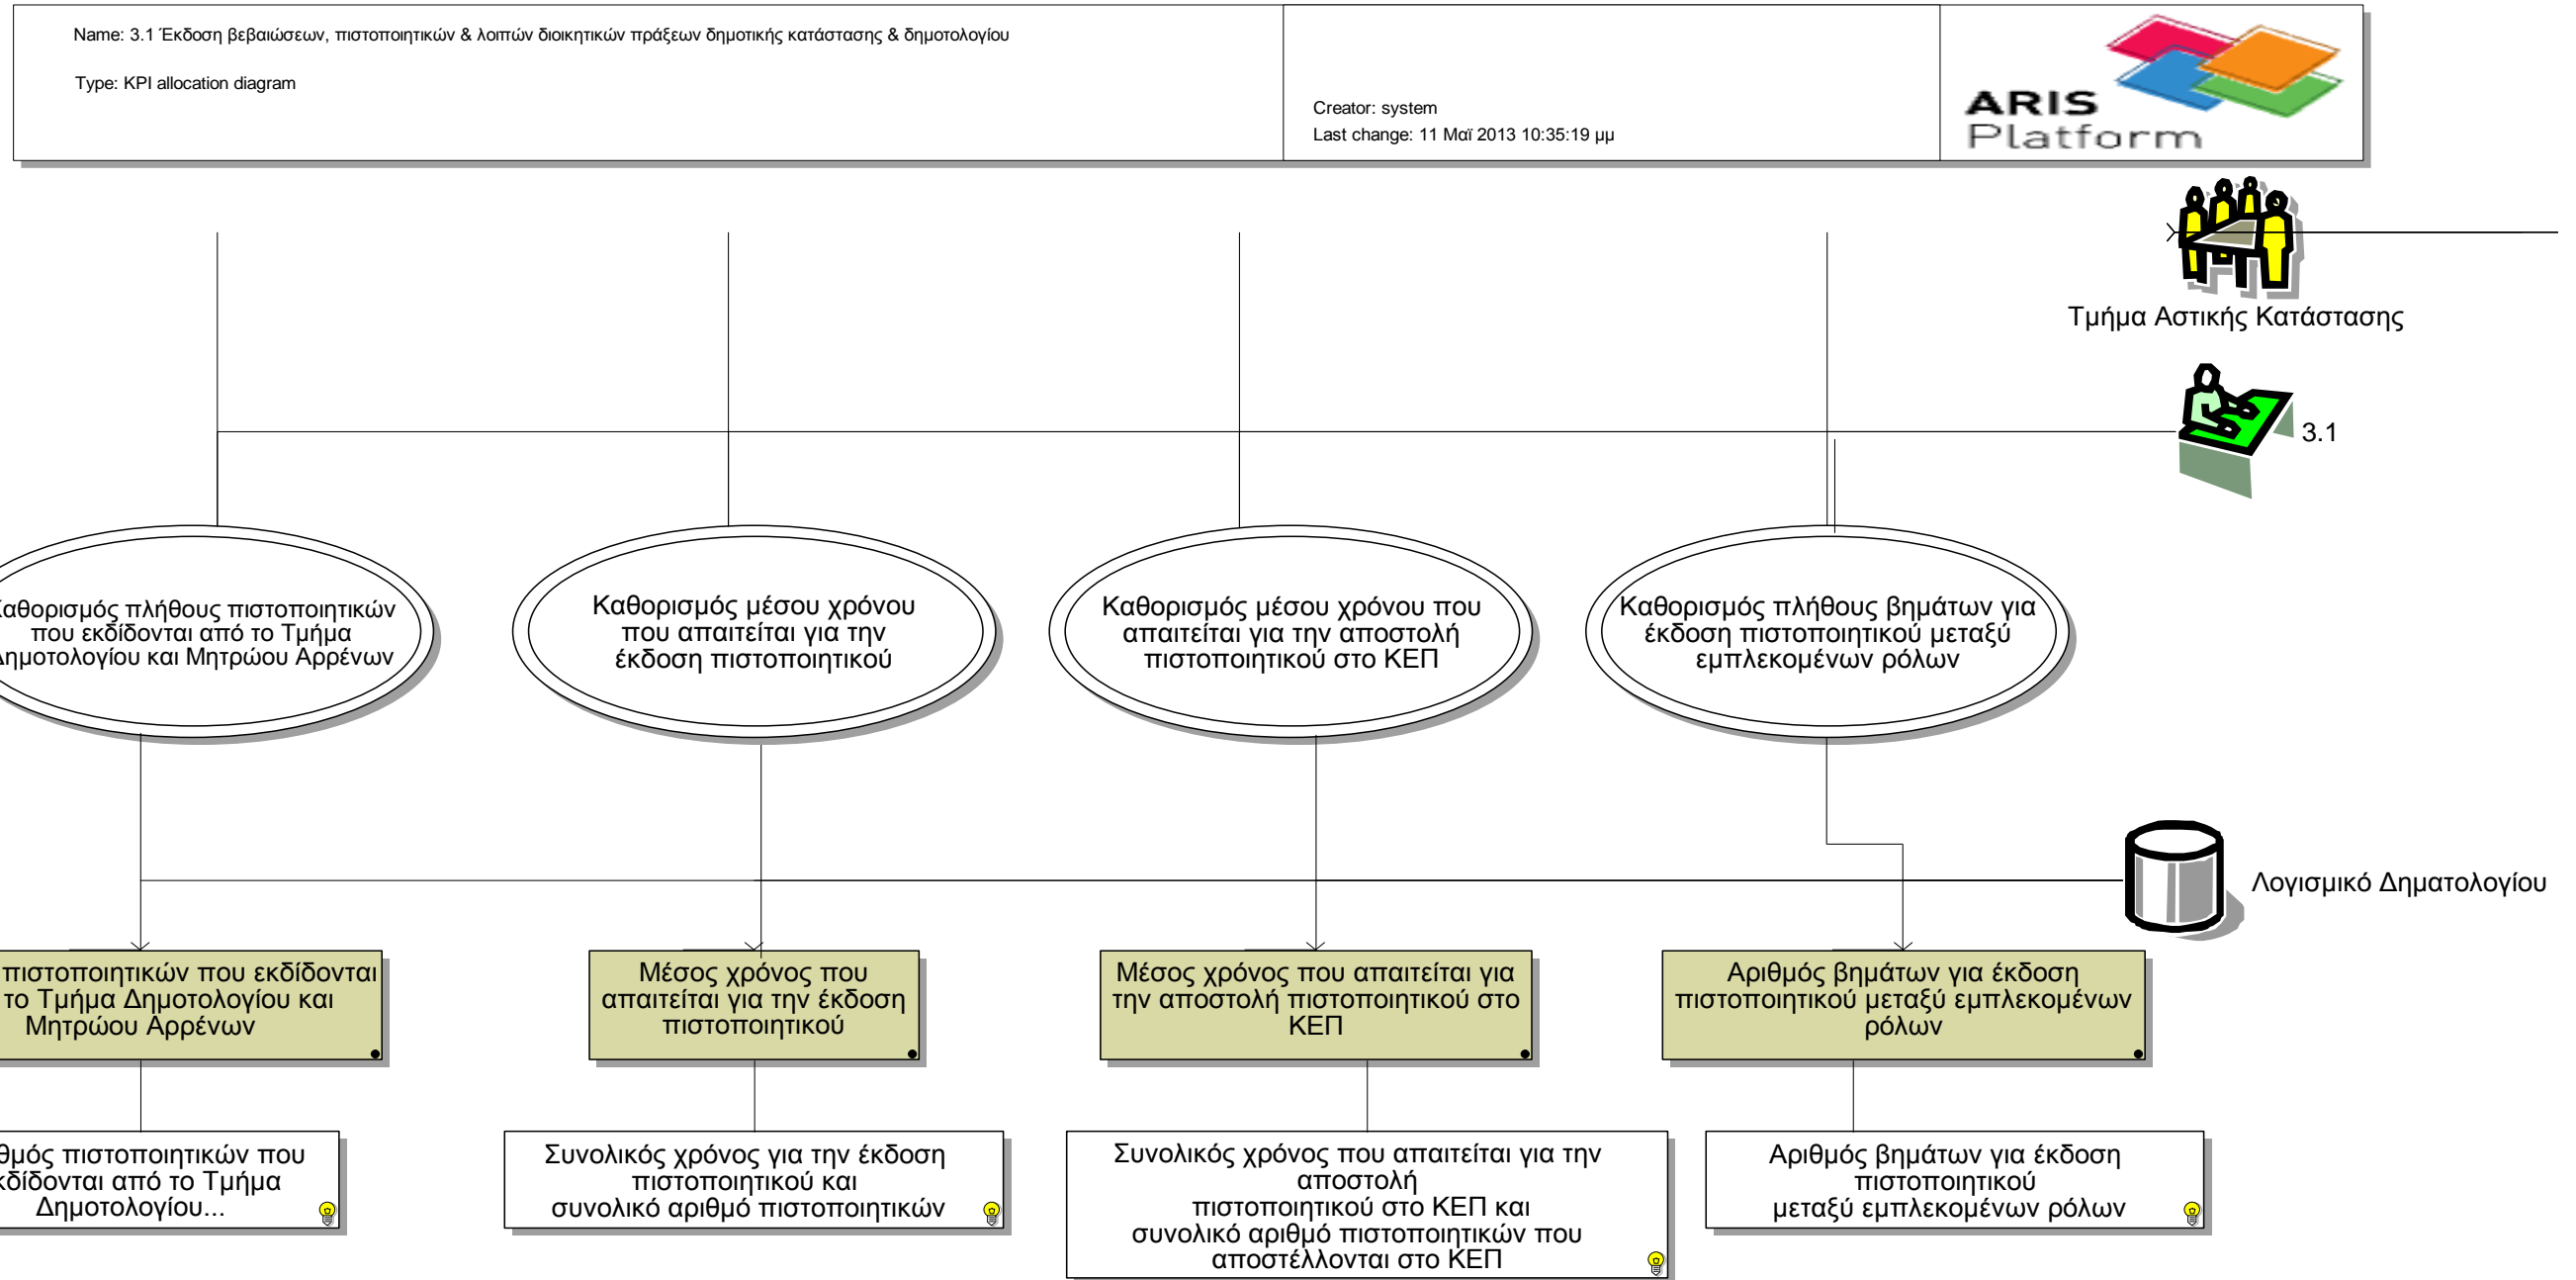 Name: 3.1 Έκδοση βεβαιώσεων, πιστοποιητικών & λοιπών διοικητικών πράξεων δημοτικής κατάστασης & δημοτολογίου
Type: KPI allocation diagram
Creator: system
Last change: 11 Μαϊ 2013 10:35:19 μμ
ARIS
Platform
Τμήμα Αστικής Κατάστασης
3.1
αθορισμός πλήθους πιστοποιητικών
που εκδίδονται από το Τμήμα
ημοτολογίου και Μητρώου Αρρένων
Καθορισμός μέσου χρόνου
που απαιτείται για την
έκδοση πιστοποιητικού
Καθορισμός μέσου χρόνου που
απαιτείται για την αποστολή
πιστοποιητικού στο ΚΕΠ
Καθορισμός πλήθους βημάτων για
έκδοση πιστοποιητικού μεταξύ
εμπλεκομένων ρόλων
Λογισμικό Δηματολογίου
πιστοποιητικών που εκδίδονται
το Τμήμα Δημοτολογίου και
Μητρώου Αρρένων
Μέσος χρόνος που
απαιτείται για την έκδοση
πιστοποιητικού
Μέσος χρόνος που απαιτείται για
την αποστολή πιστοποιητικού στο
ΚΕΠ
Αριθμός βημάτων για έκδοση
πιστοποιητικού μεταξύ εμπλεκομένων
ρόλων
θμός πιστοποιητικών που
κδίδονται από το Τμήμα
Δημοτολογίου...
Συνολικός χρόνος για την έκδοση
πιστοποιητικού και
συνολικό αριθμό πιστοποιητικών
Συνολικός χρόνος που απαιτείται για την
αποστολή
πιστοποιητικού στο ΚΕΠ και
συνολικό αριθμό πιστοποιητικών που
αποστέλλονται στο ΚΕΠ
Αριθμός βημάτων για έκδοση
πιστοποιητικού
μεταξύ εμπλεκομένων ρόλων